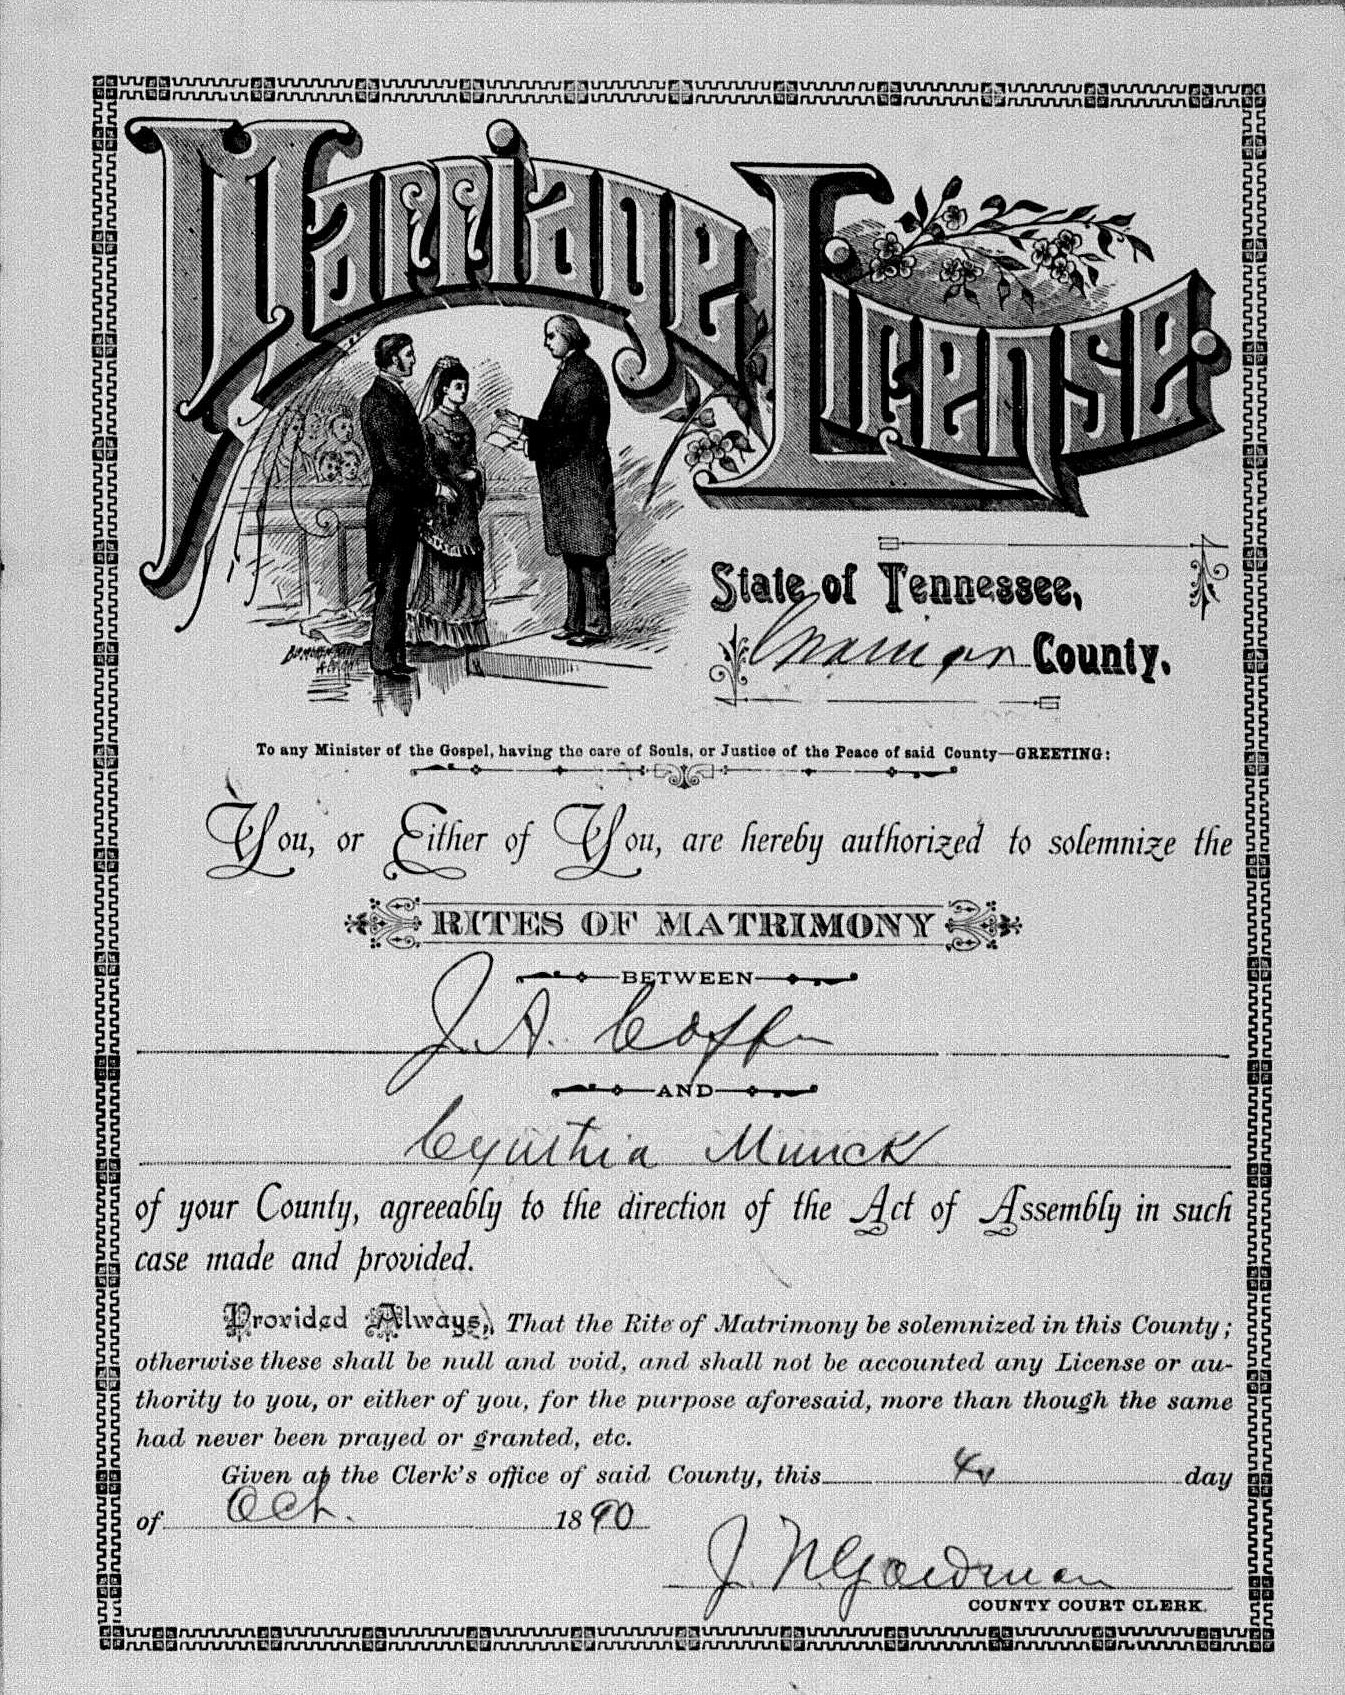 Marriage License.
State of Tennessee,
County.
To any Minister of the Gospel, having the care of Souls, or Justice of the Peace of said County—GREETING:
You, or Either of You, are hereby authorized to solemnize the
RITES OF MATRIMONY
BETWEEN
J. A. Coffin
AND
Cynthia Munck
of your County, agreeably to the direction of the Act of Assembly in such
case made and provided.
Provided Always, That the Rite of Matrimony be solemnized in this County;
otherwise these shall be null and void, and shall not be accounted any License or au-
thority to you, or either of you, for the purpose aforesaid, more than though the same
had never been prayed or granted, etc.
Given at the Clerk's office of said County, this 4 day
of Oct. 1890
J. N. Goodman
COUNTY COURT CLERK.